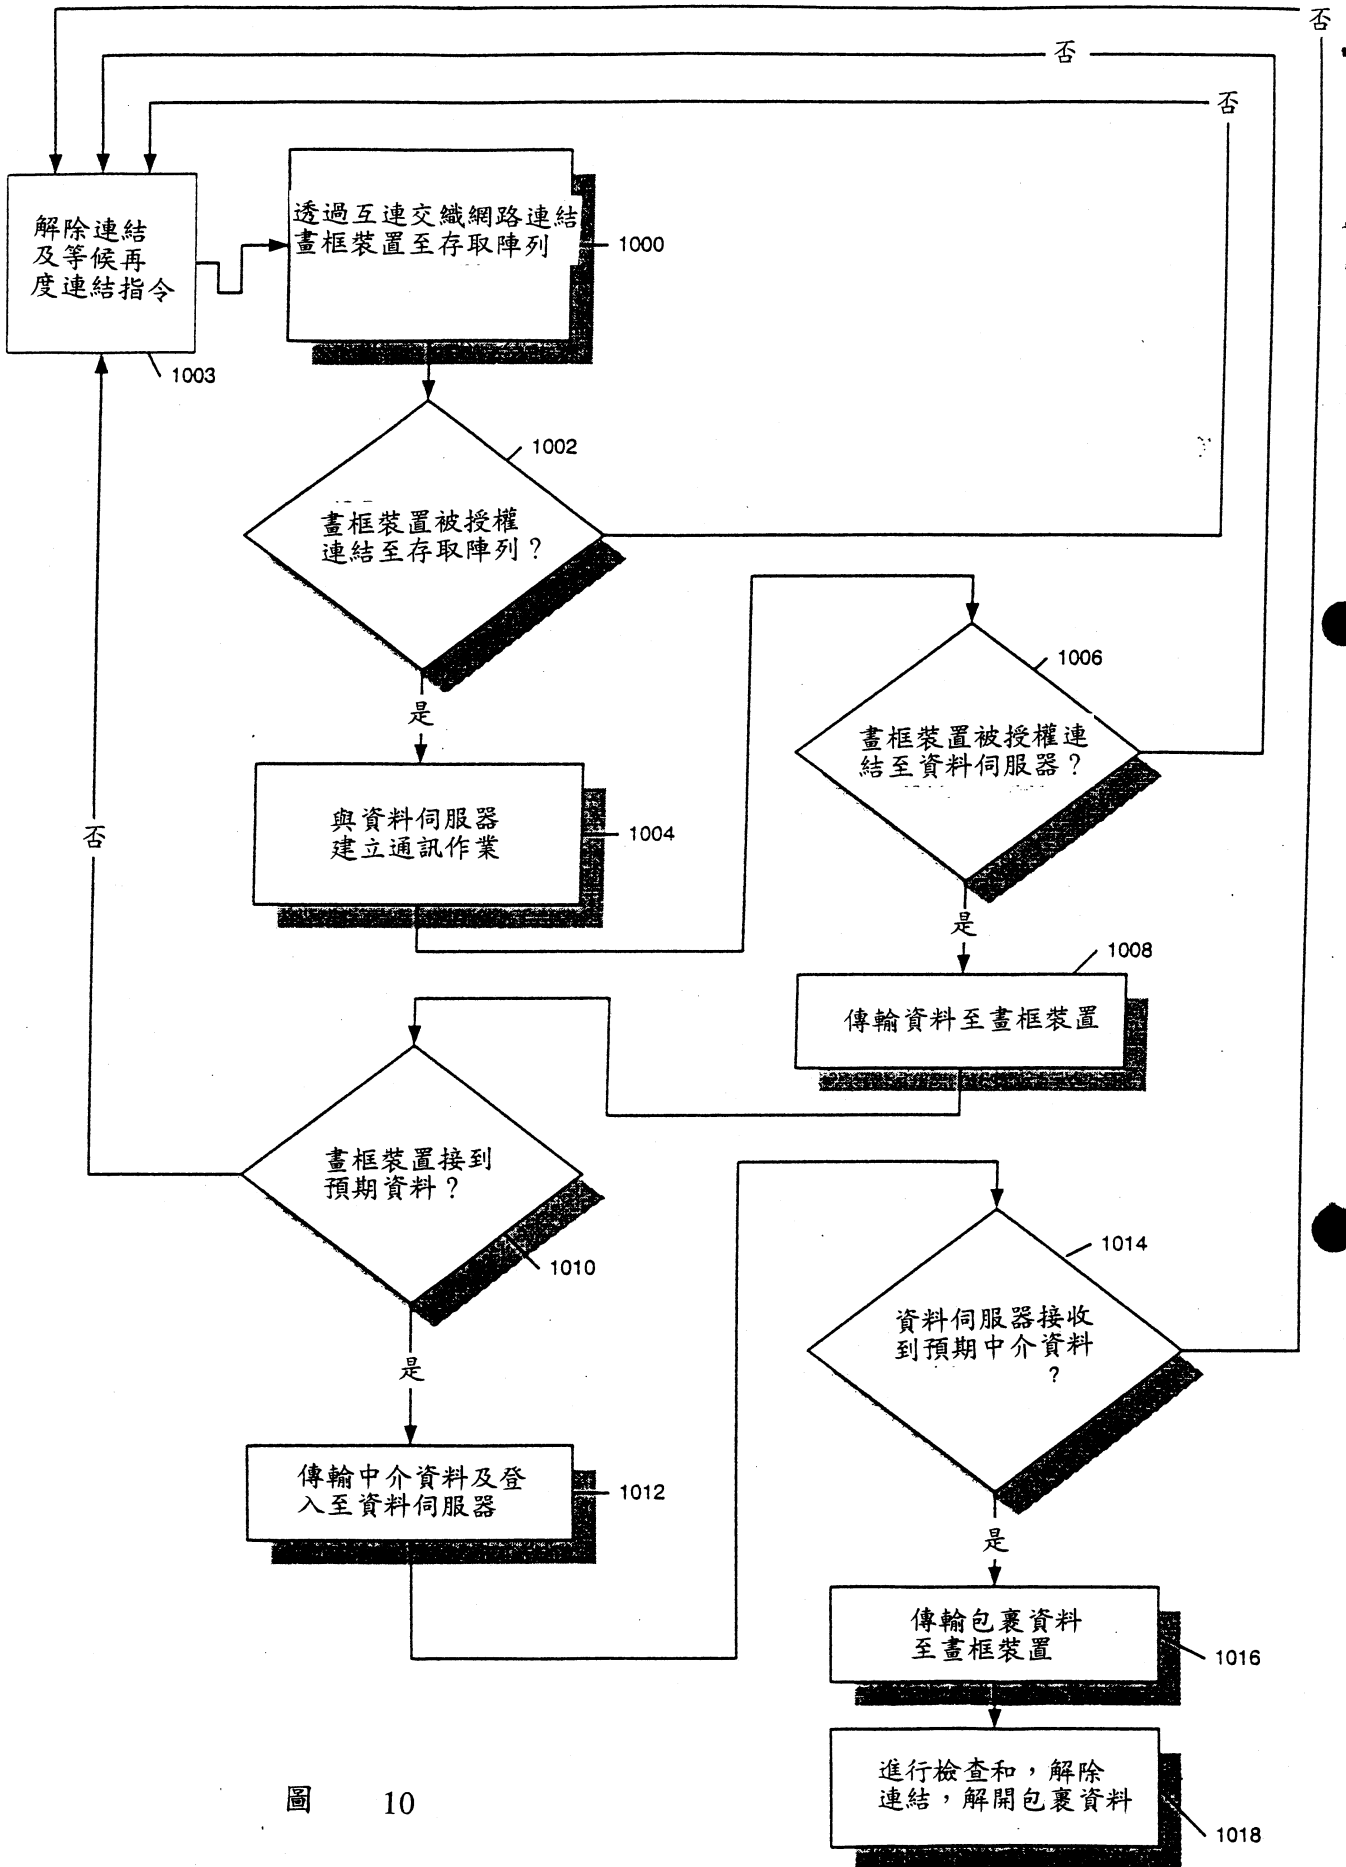 否
否
否
解除連結
及等候再
度連結指令
1003
透過互連交織網路連結
畫框裝置至存取陣列
1000
1002
畫框裝置被授權
連結至存取陣列？
是
1006
畫框裝置被授權連
結至資料伺服器？
與資料伺服器
建立通訊作業
1004
否
是
1008
傳輸資料至畫框裝置
畫框裝置接到
預期資料？
1010
1014
資料伺服器接收
到預期中介資料
？
是
傳輸中介資料及登
入至資料伺服器
1012
是
傳輸包裹資料
至畫框裝置
1016
進行檢查和，解除
連結，解開包裹資料
1018
圖 10